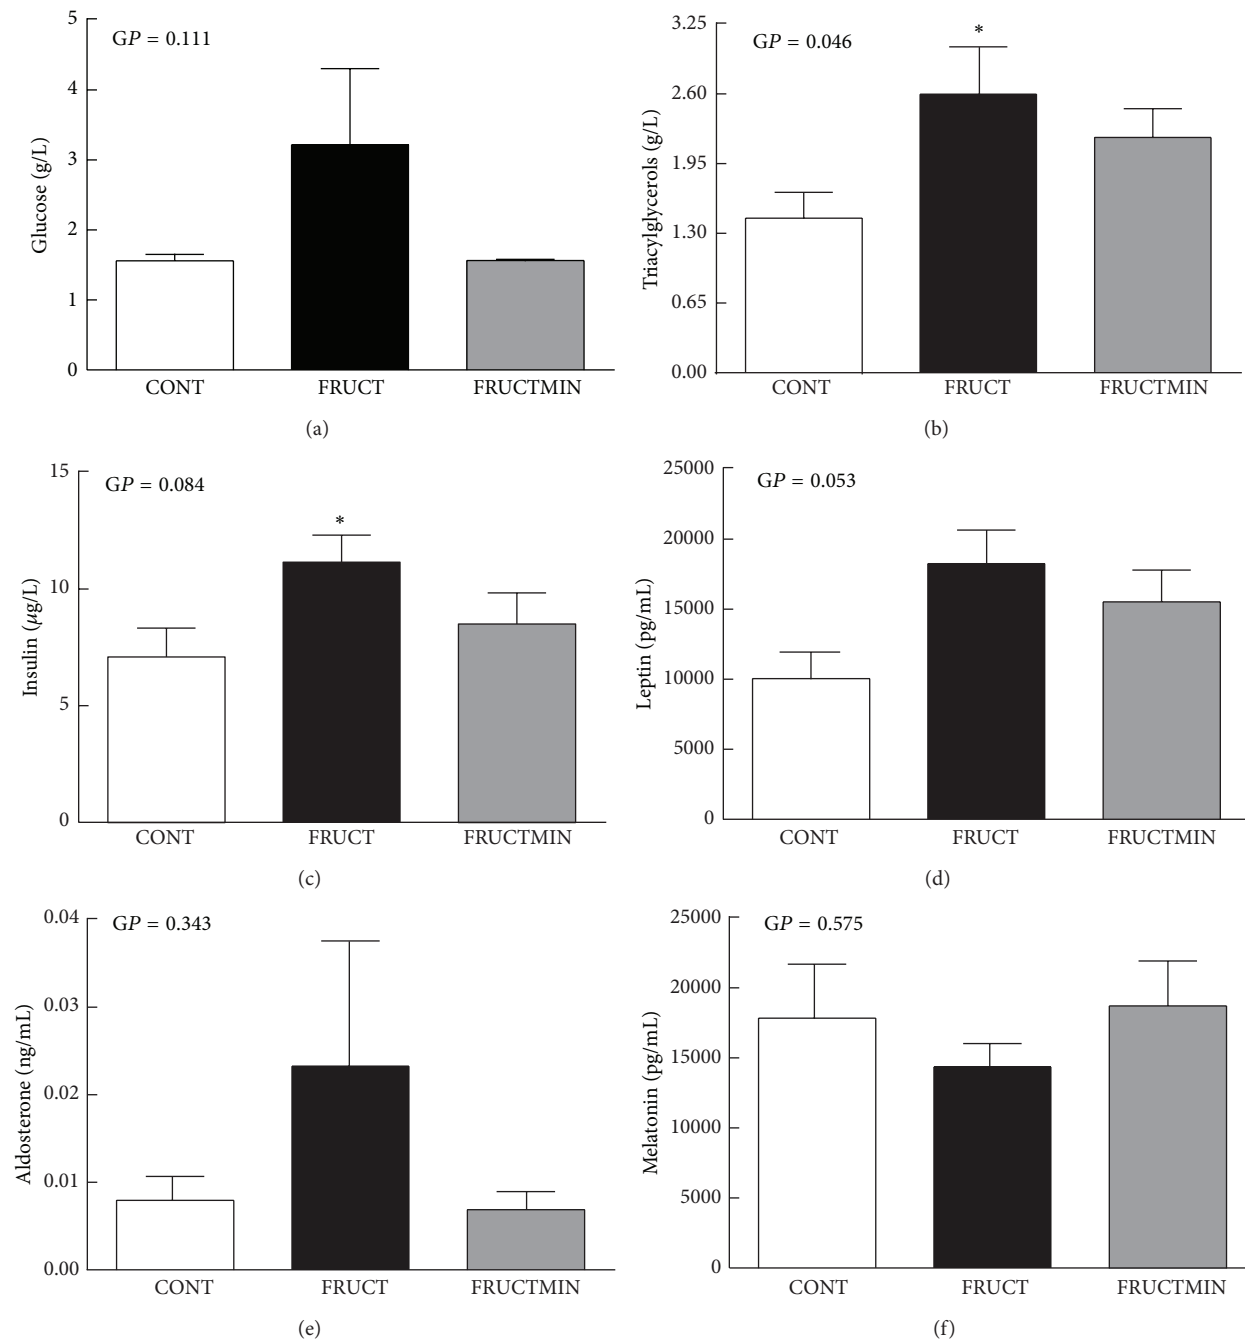 GP = 0.111
Glucose (g/L)
5
4
3
2
1
0
CONT FRUCT FRUCTMIN
(a)
GP = 0.046
*
Triacylglycerols (g/L)
3.25
2.60
1.95
1.30
0.65
0.00
CONT FRUCT FRUCTMIN
(b)
GP = 0.084
*
Insulin (μg/L)
15
10
5
0
CONT FRUCT FRUCTMIN
(c)
GP = 0.053
Leptin (pg/mL)
25000
20000
15000
10000
5000
0
CONT FRUCT FRUCTMIN
(d)
GP = 0.343
Aldosterone (ng/mL)
0.04
0.03
0.02
0.01
0.00
CONT FRUCT FRUCTMIN
(e)
GP = 0.575
Melatonin (pg/mL)
25000
20000
15000
10000
5000
0
CONT FRUCT FRUCTMIN
(f)